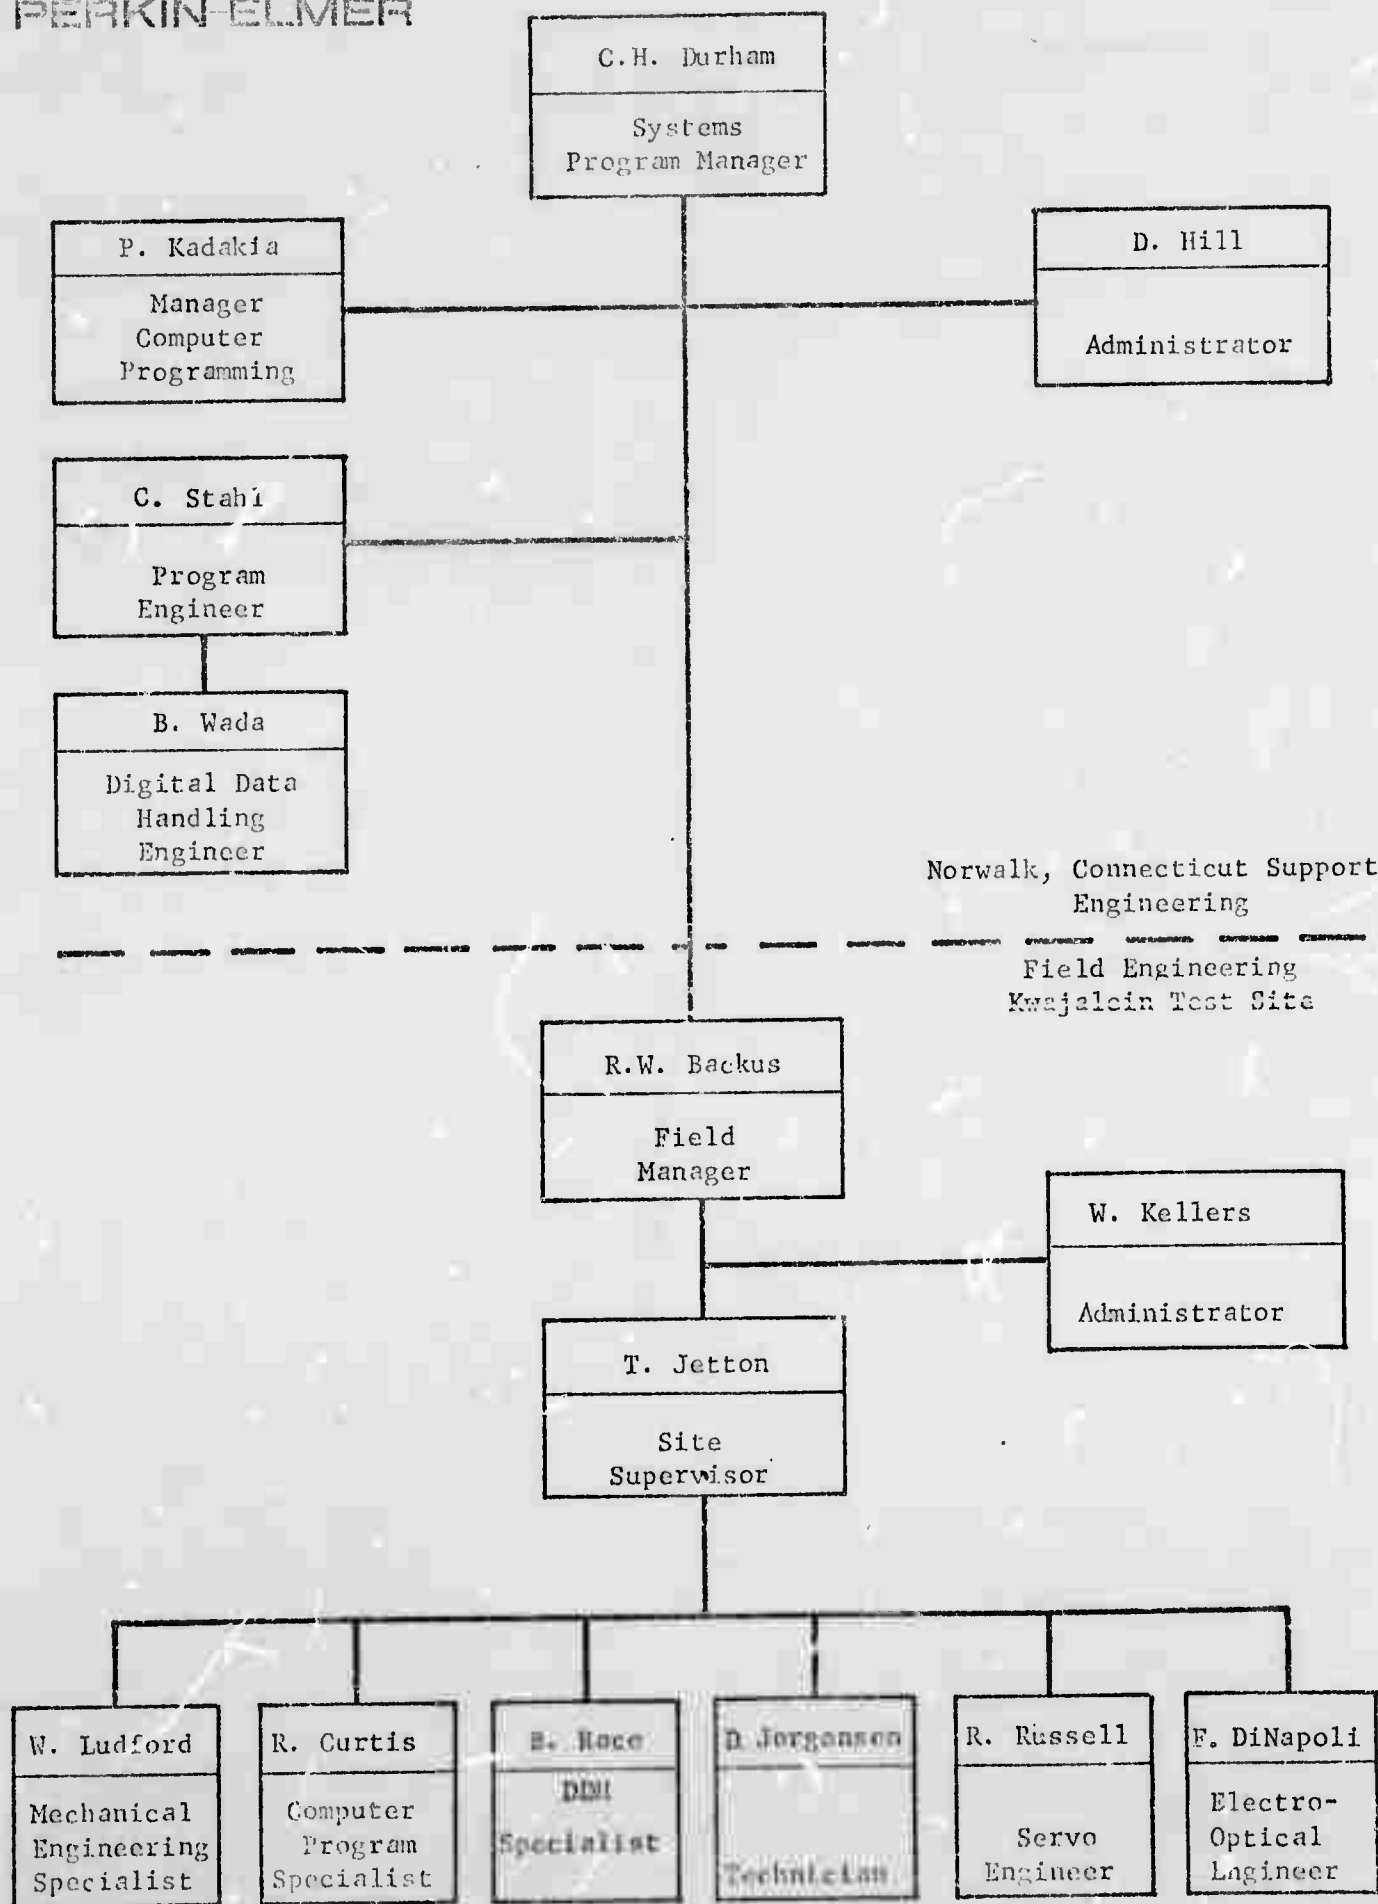 PERKIN-ELMER
C.H. Durham
Systems
Program Manager
P. Kadakia
Manager
Computer
Programming
D. Hill
Administrator
C. Stahl
Program
Engineer
B. Wada
Digital Data
Handling
Engineer
Norwalk, Connecticut Support
Engineering
Field Engineering
Kwajalein Test Site
R.W. Backus
Field
Manager
W. Kellers
Administrator
T. Jetton
Site
Supervisor
W. Ludford
Mechanical
Engineering
Specialist
R. Curtis
Computer
Program
Specialist
B.
Specialist
D Jorgensen
Technician
R. Russell
Servo
Engineer
F. DiNapoli
Electro-
Optical
Engineer